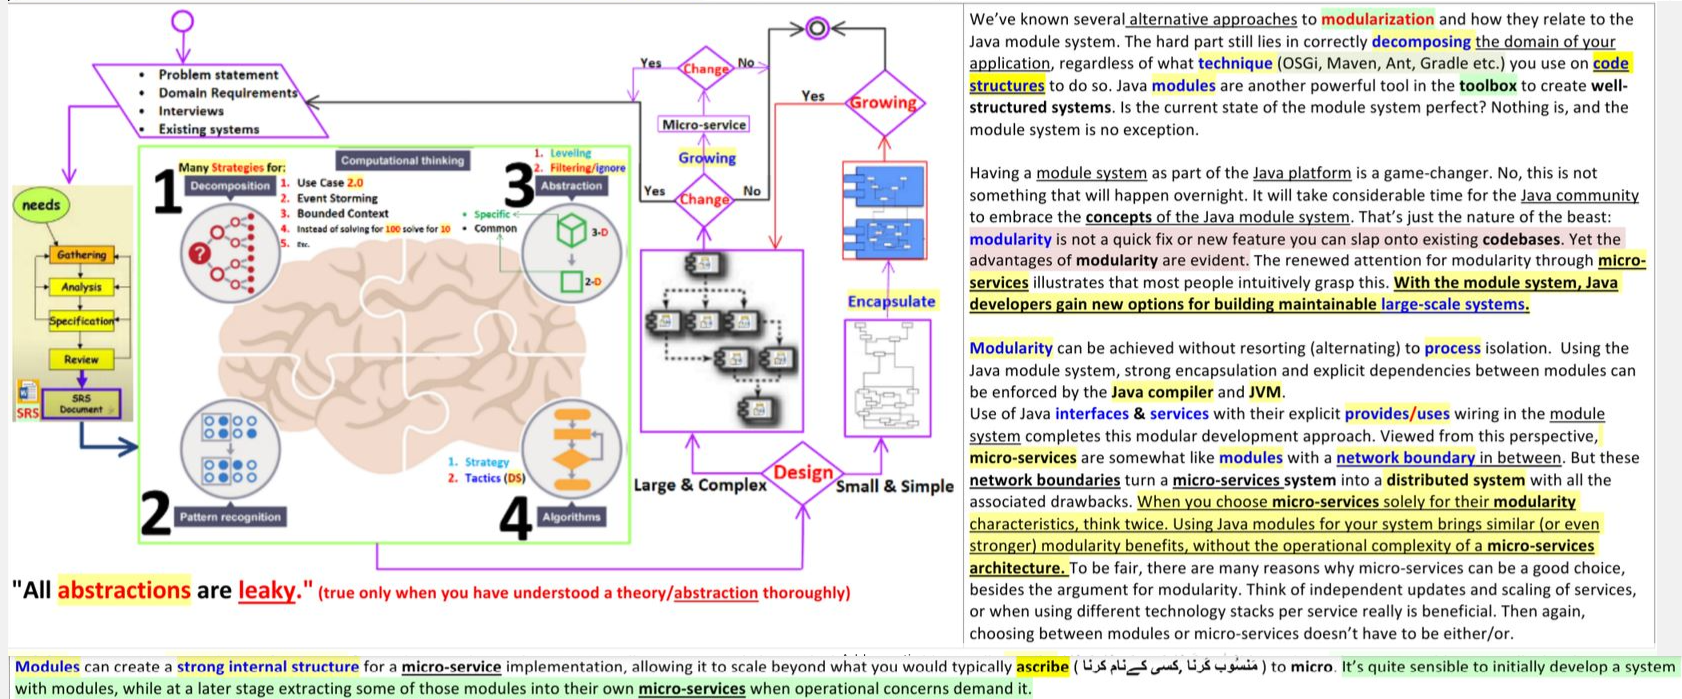 • Problem statement
• Domain Requirements
• Interviews
• Existing systems
needs
Gathering
Analysis
Specification
Review
SRS
SRS
Document
1
Many Strategies for:
Decomposition
1. Use Case 2.0
2. Event Storming
3. Bounded Context
4. Instead of solving for 100 solve for 10
5. Etc.
Computational thinking
3
1. Leveling
2. Filtering/ignore
Abstraction
• Specific
• Common
3-D
2-D
2
Pattern recognition
1. Strategy
2. Tactics (DS)
4
Algorithms
Yes
Change
No
Micro-service
Growing
Yes
Change
No
Yes
Growing
Encapsulate
Design
Large & Complex
Small & Simple
"All abstractions are leaky." (true only when you have understood a theory/abstraction thoroughly)
We’ve known several alternative approaches to modularization and how they relate to the
Java module system. The hard part still lies in correctly decomposing the domain of your
application, regardless of what technique (OSGi, Maven, Ant, Gradle etc.) you use on code
structures to do so. Java modules are another powerful tool in the toolbox to create well-
structured systems. Is the current state of the module system perfect? Nothing is, and the
module system is no exception.
Having a module system as part of the Java platform is a game-changer. No, this is not
something that will happen overnight. It will take considerable time for the Java community
to embrace the concepts of the Java module system. That’s just the nature of the beast:
modularity is not a quick fix or new feature you can slap onto existing codebases. Yet the
advantages of modularity are evident. The renewed attention for modularity through micro-
services illustrates that most people intuitively grasp this. With the module system, Java
developers gain new options for building maintainable large-scale systems.
Modularity can be achieved without resorting (alternating) to process isolation. Using the
Java module system, strong encapsulation and explicit dependencies between modules can
be enforced by the Java compiler and JVM.
Use of Java interfaces & services with their explicit provides/uses wiring in the module
system completes this modular development approach. Viewed from this perspective,
micro-services are somewhat like modules with a network boundary in between. But these
network boundaries turn a micro-services system into a distributed system with all the
associated drawbacks. When you choose micro-services solely for their modularity
characteristics, think twice. Using Java modules for your system brings similar (or even
stronger) modularity benefits, without the operational complexity of a micro-services
architecture. To be fair, there are many reasons why micro-services can be a good choice,
besides the argument for modularity. Think of independent updates and scaling of services,
or when using different technology stacks per service really is beneficial. Then again,
choosing between modules or micro-services doesn’t have to be either/or.
Modules can create a strong internal structure for a micro-service implementation, allowing it to scale beyond what you would typically ascribe (مَنسُوب کَرنا, کسی کے نام کرنا) to micro. It’s quite sensible to initially develop a system
with modules, while at a later stage extracting some of those modules into their own micro-services when operational concerns demand it.